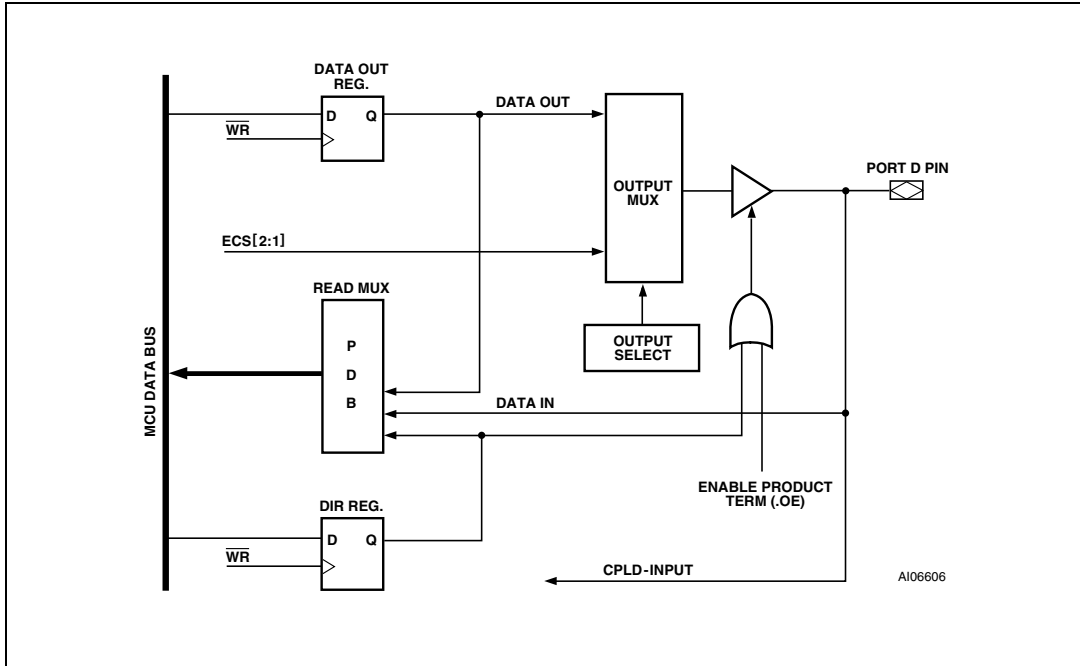 DATA OUT
REG.
D Q
WR
DATA OUT
OUTPUT
MUX
PORT D PIN
ECS[2:1]
READ MUX
P
D
B
OUTPUT
SELECT
MCU DATA BUS
DATA IN
ENABLE PRODUCT
TERM (.OE)
DIR REG.
D Q
WR
CPLD-INPUT
AI06606